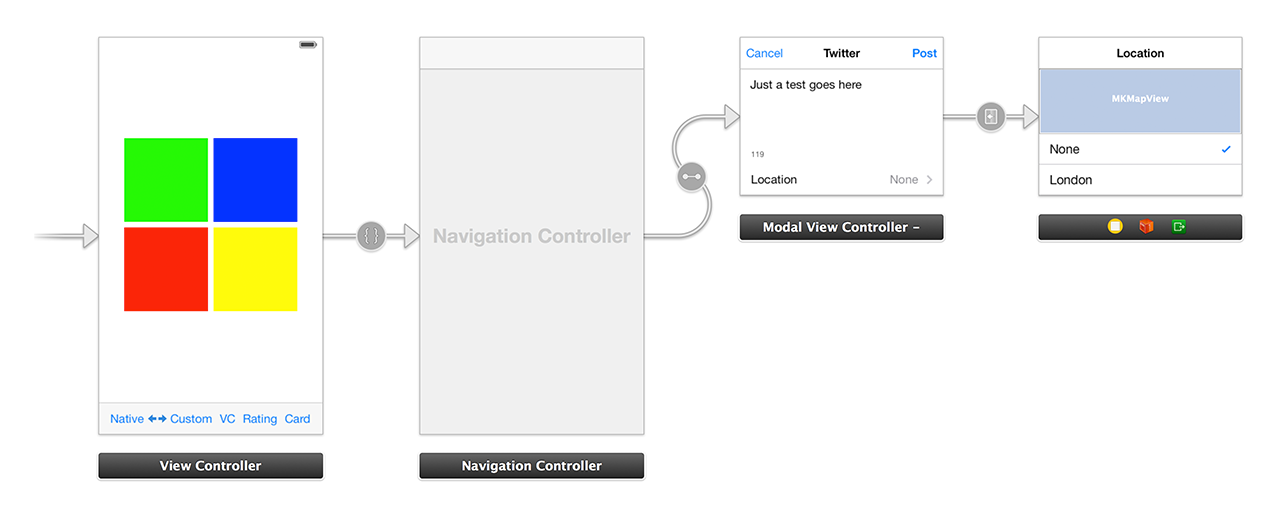 Native Custom VC Rating Card
View Controller
Navigation Controller
Navigation Controller
Cancel Twitter Post
Just a test goes here
119
Location None
Modal View Controller –
Location
MKMapView
None
London